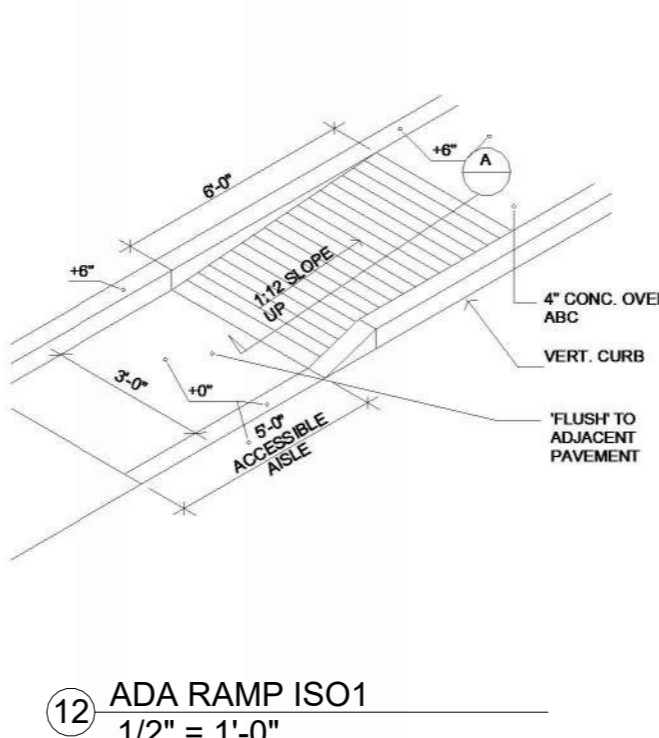 6'-0"
+6"
A
+6"
1:12 SLOPE
UP
4" CONC. OVE
ABC
VERT. CURB
3'-0"
+0"
5'-0"
ACCESSIBLE
AISLE
'FLUSH' TO
ADJACENT
PAVEMENT
12
ADA RAMP ISO1
1/2" = 1'-0"